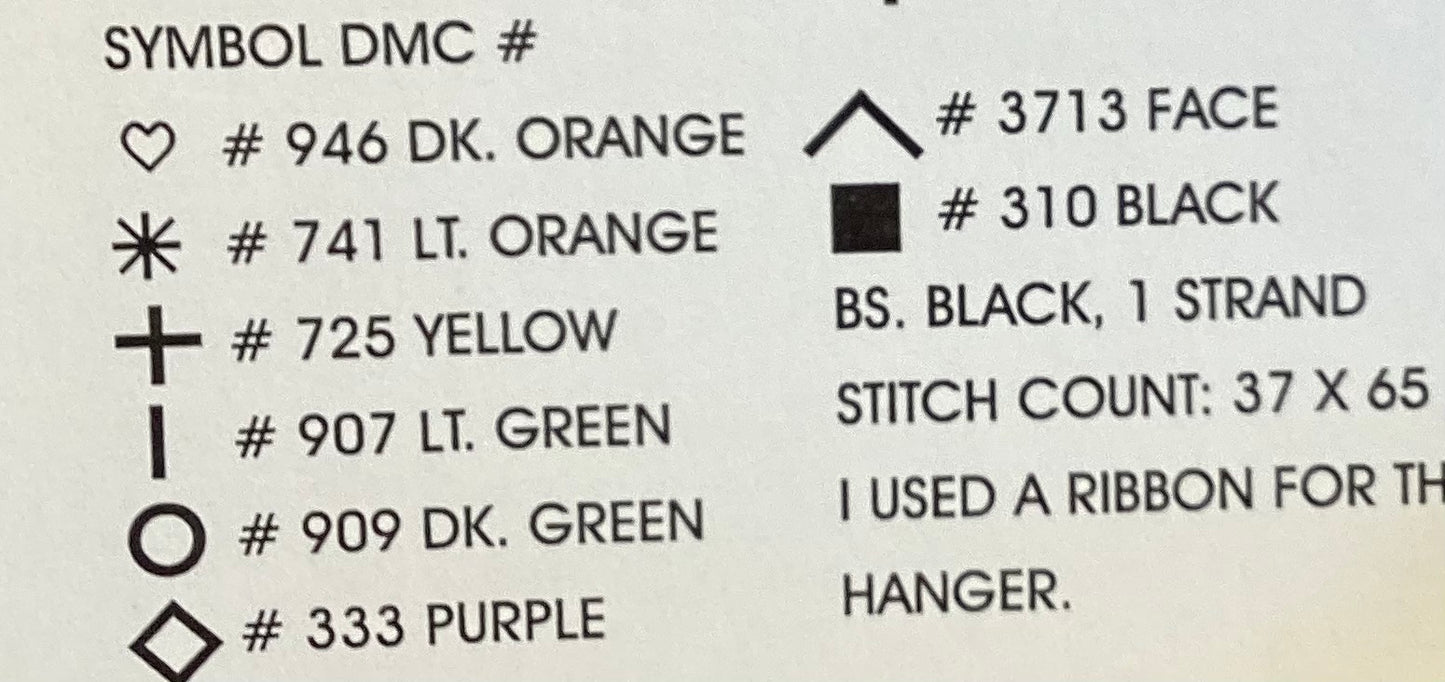 SYMBOL DMC #
# 946 DK. ORANGE
# 741 LT. ORANGE
# 725 YELLOW
# 907 LT. GREEN
# 909 DK. GREEN
# 333 PURPLE
# 3713 FACE
# 310 BLACK
BS. BLACK, 1 STRAND
STITCH COUNT: 37 X 65
I USED A RIBBON FOR
HANGER.